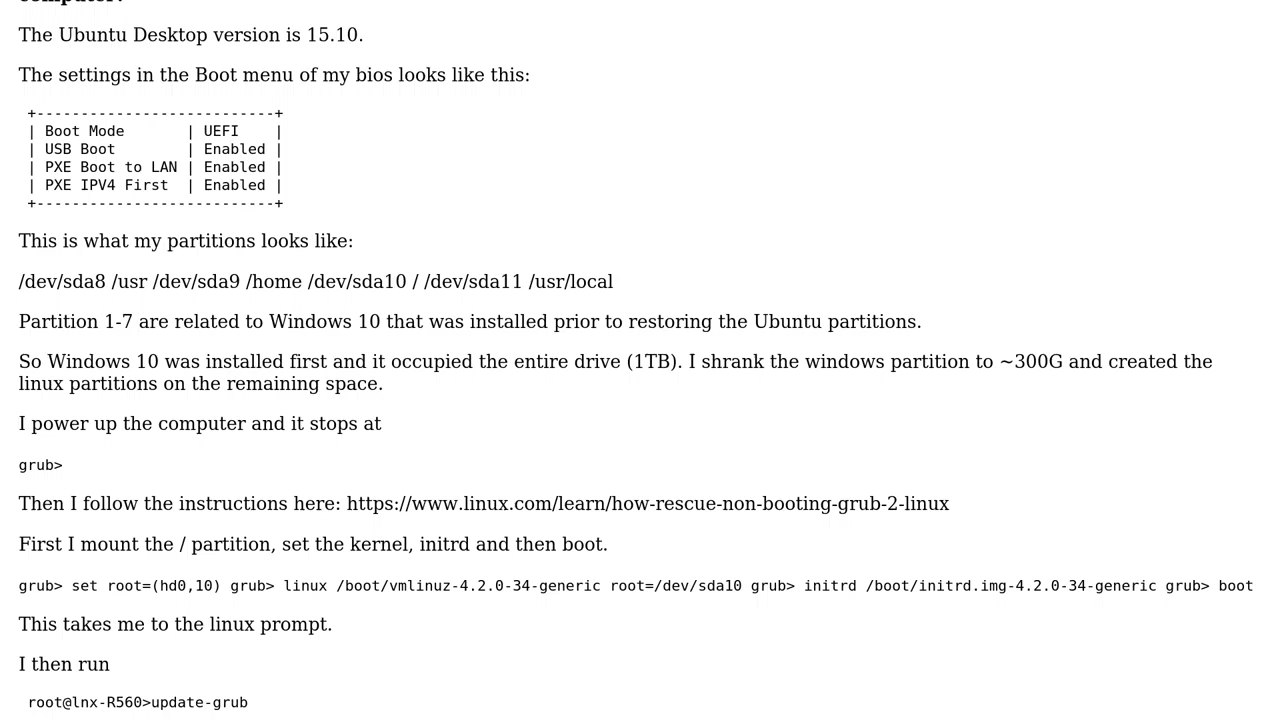 The Ubuntu Desktop version is 15.10.
The settings in the Boot menu of my bios looks like this:
+---------------------------+
| Boot Mode       | UEFI    |
| USB Boot        | Enabled |
| PXE Boot to LAN | Enabled |
| PXE IPV4 First  | Enabled |
+---------------------------+
This is what my partitions looks like:
/dev/sda8 /usr /dev/sda9 /home /dev/sda10 / /dev/sda11 /usr/local
Partition 1-7 are related to Windows 10 that was installed prior to restoring the Ubuntu partitions.
So Windows 10 was installed first and it occupied the entire drive (1TB). I shrank the windows partition to ~300G and created the
linux partitions on the remaining space.
I power up the computer and it stops at
grub>
Then I follow the instructions here: https://www.linux.com/learn/how-rescue-non-booting-grub-2-linux
First I mount the / partition, set the kernel, initrd and then boot.
grub> set root=(hd0,10) grub> linux /boot/vmlinuz-4.2.0-34-generic root=/dev/sda10 grub> initrd /boot/initrd.img-4.2.0-34-generic grub> boot
This takes me to the linux prompt.
I then run
root@lnx-R560>update-grub